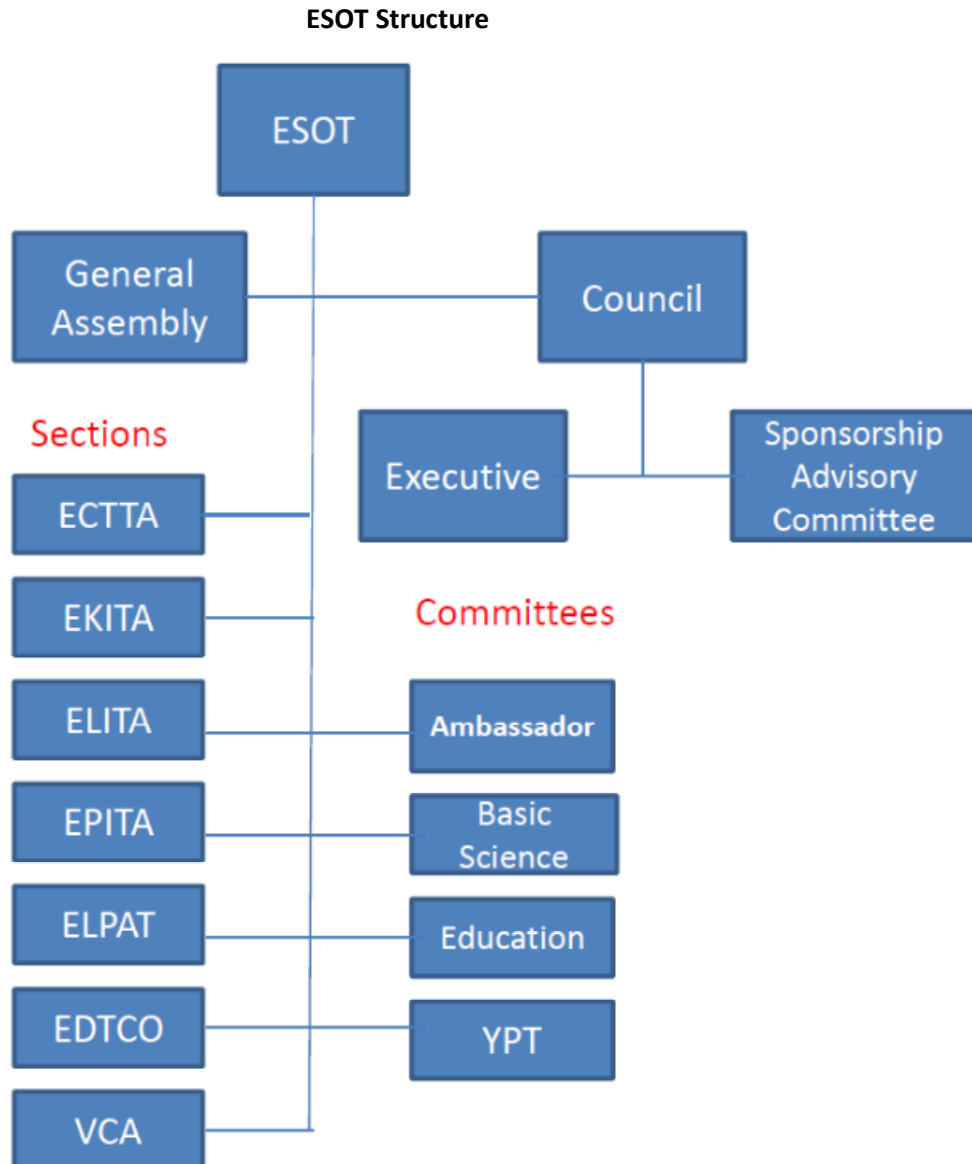 ESOT Structure
ESOT
General
Assembly
Council
Sections
Executive
Sponsorship
Advisory
Committee
ECTTA
EKITA
ELITA
EPITA
ELPAT
EDTCO
VCA
Committees
Ambassador
Basic
Science
Education
YPT